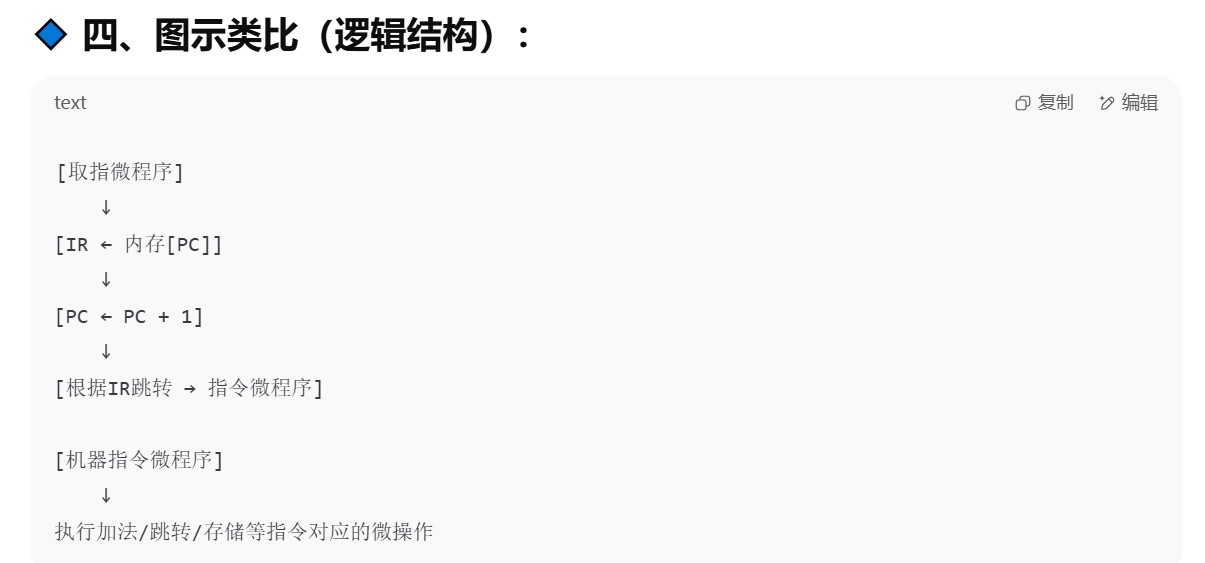 四、图示类比（逻辑结构）：
text 复制 编辑
[取指微程序]
↓
[IR ← 内存[PC]]
↓
[PC ← PC + 1]
↓
[根据IR跳转 → 指令微程序]
[机器指令微程序]
↓
执行加法/跳转/存储等指令对应的微操作